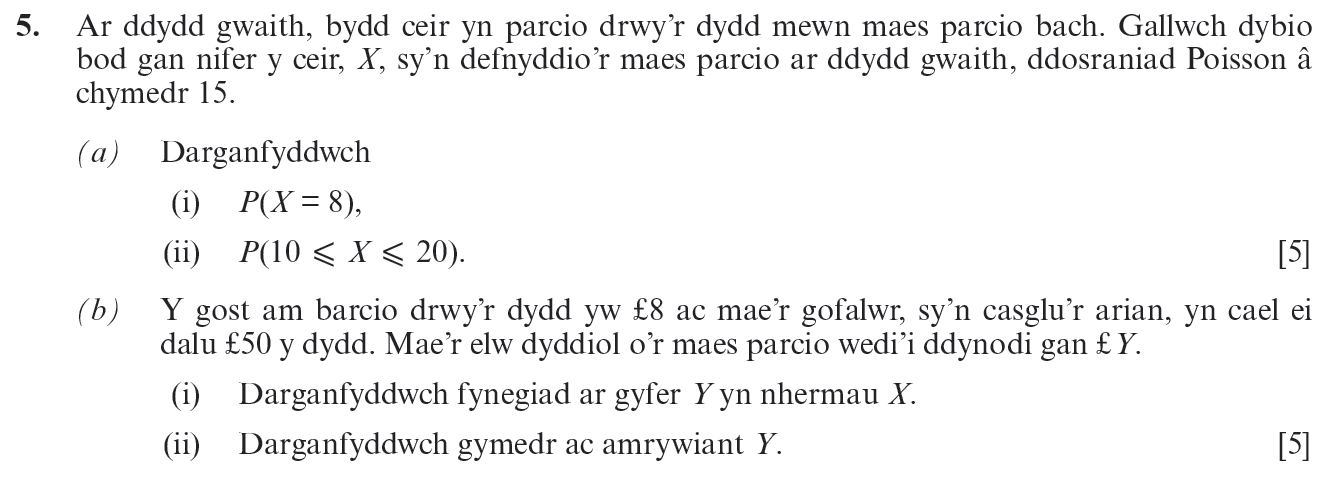 5. Ar ddydd gwaith, bydd ceir yn parcio drwy’r dydd mewn maes parcio bach. Gallwch dybio
bod gan nifer y ceir, X, sy’n defnyddio’r maes parcio ar ddydd gwaith, ddosraniad Poisson â
chymedr 15.
(a) Darganfyddwch
(i) P(X = 8),
(ii) P(10 ⩽ X ⩽ 20). [5]
(b) Y gost am barcio drwy’r dydd yw £8 ac mae’r gofalwr, sy’n casglu’r arian, yn cael ei
dalu £50 y dydd. Mae’r elw dyddiol o’r maes parcio wedi’i ddynodi gan £Y.
(i) Darganfyddwch fynegiad ar gyfer Y yn nhermau X.
(ii) Darganfyddwch gymedr ac amrywiant Y. [5]